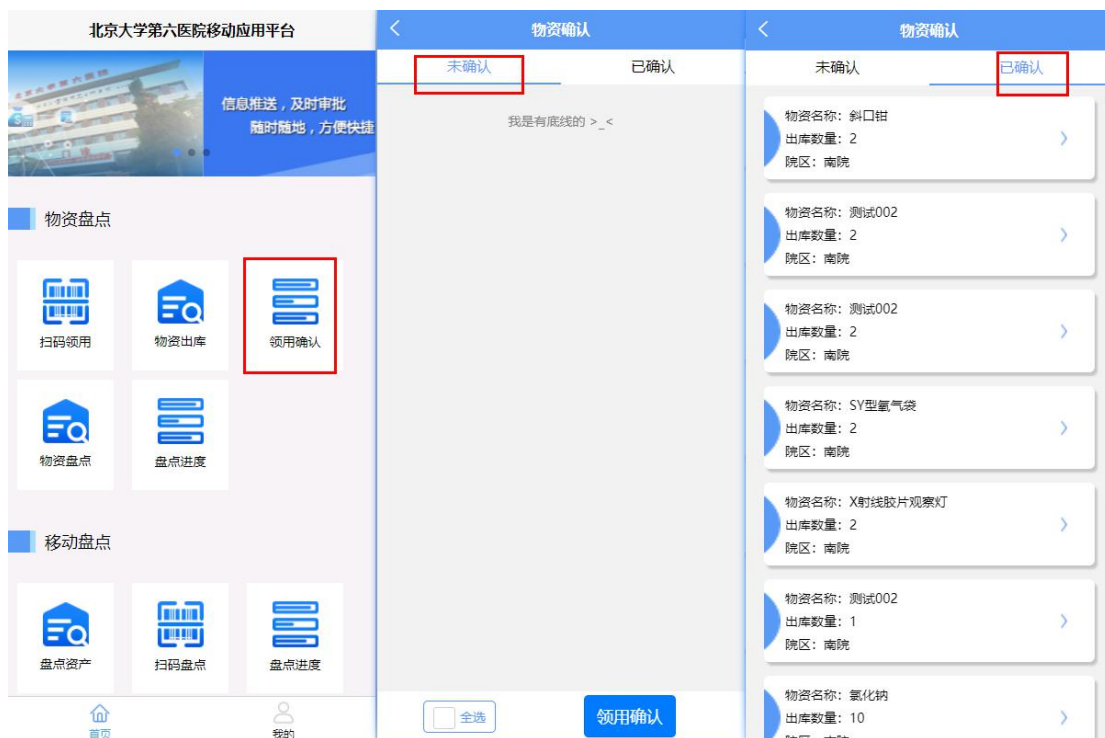 北京大学第六医院移动应用平台
信息推送，及时审批
随时随地，方便快捷
物资盘点
扫码领用
物资出库
领用确认
物资盘点
盘点进度
移动盘点
盘点资产
扫码盘点
盘点进度
首页
我的
物资确认
未确认
已确认
我是有底线的 >_<
全选
领用确认
物资确认
未确认
已确认
物资名称：斜口钳
出库数量：2
院区：南院
物资名称：测试002
出库数量：2
院区：南院
物资名称：测试002
出库数量：2
院区：南院
物资名称：SY型氧气袋
出库数量：2
院区：南院
物资名称：X射线胶片观察灯
出库数量：2
院区：南院
物资名称：测试002
出库数量：1
院区：南院
物资名称：氯化钠
出库数量：10